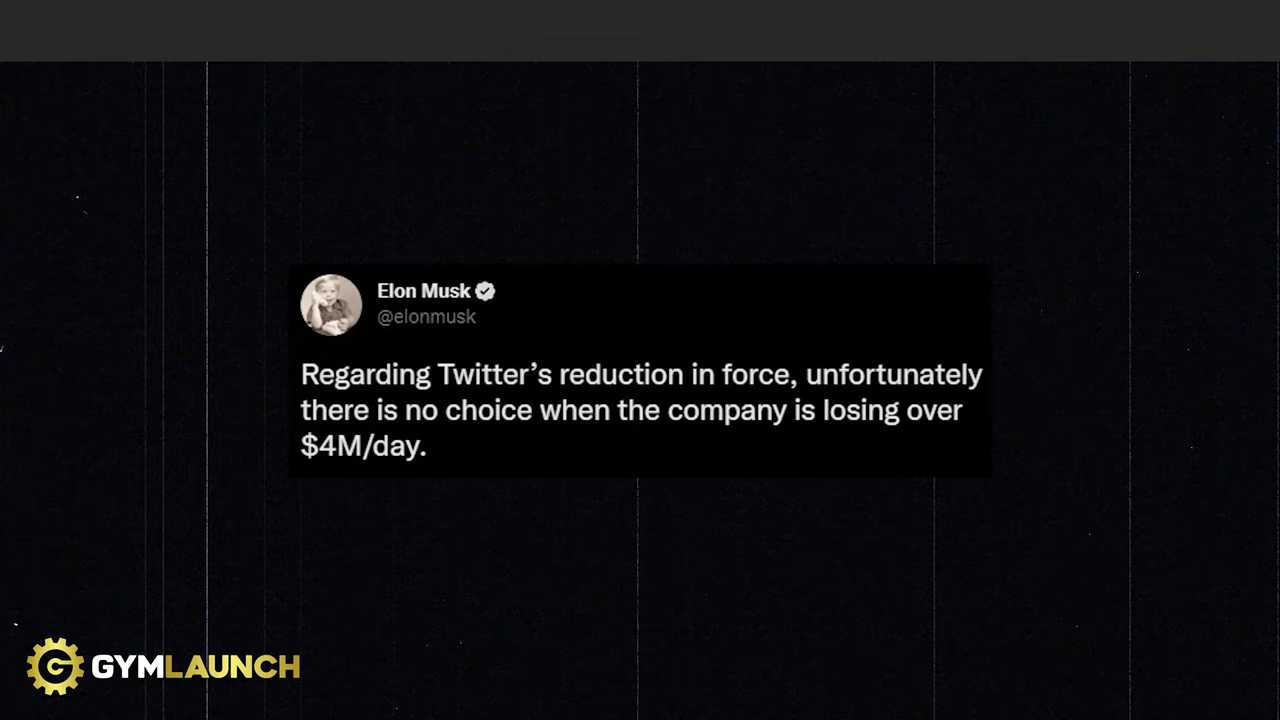 Elon Musk
@elonmusk
Regarding Twitter’s reduction in force, unfortunately
there is no choice when the company is losing over
$4M/day.
GYMLAUNCH